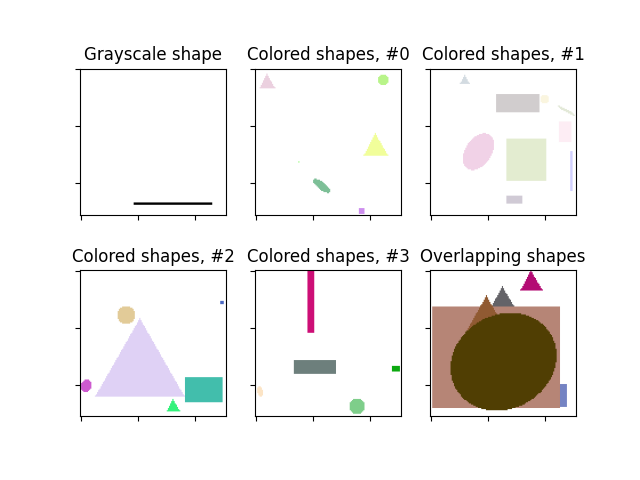 Grayscale shape
Colored shapes, #0
Colored shapes, #1
Colored shapes, #2
Colored shapes, #3
Overlapping shapes